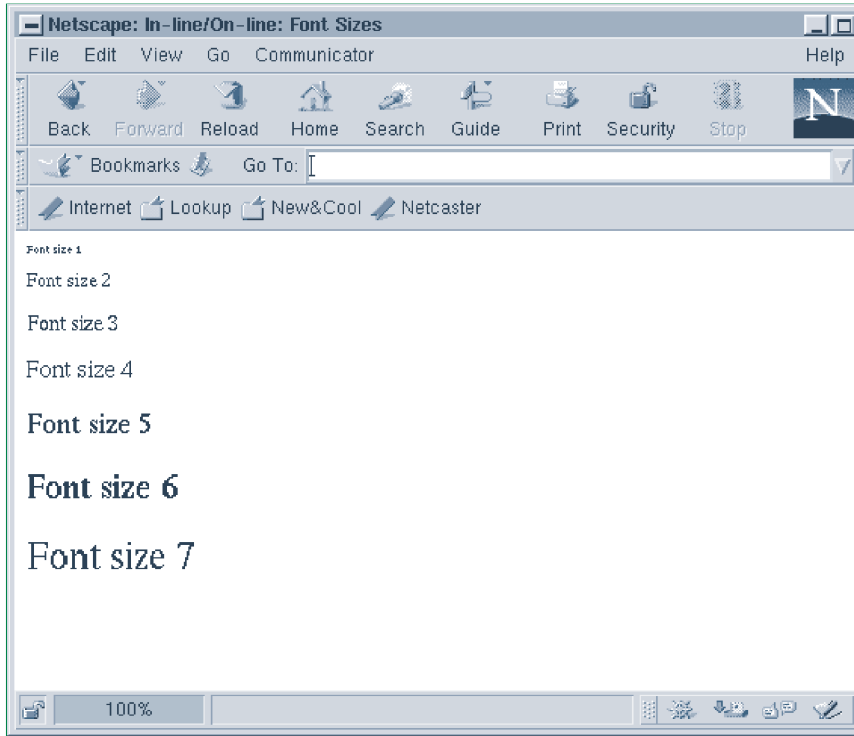 Netscape: In-line/On-line: Font Sizes
File Edit View Go Communicator Help
Back Forward Reload Home Search Guide Print Security Stop N
Bookmarks Go To:
Internet Lookup New&Cool Netcaster
Font size 1
Font size 2
Font size 3
Font size 4
Font size 5
Font size 6
Font size 7
100%